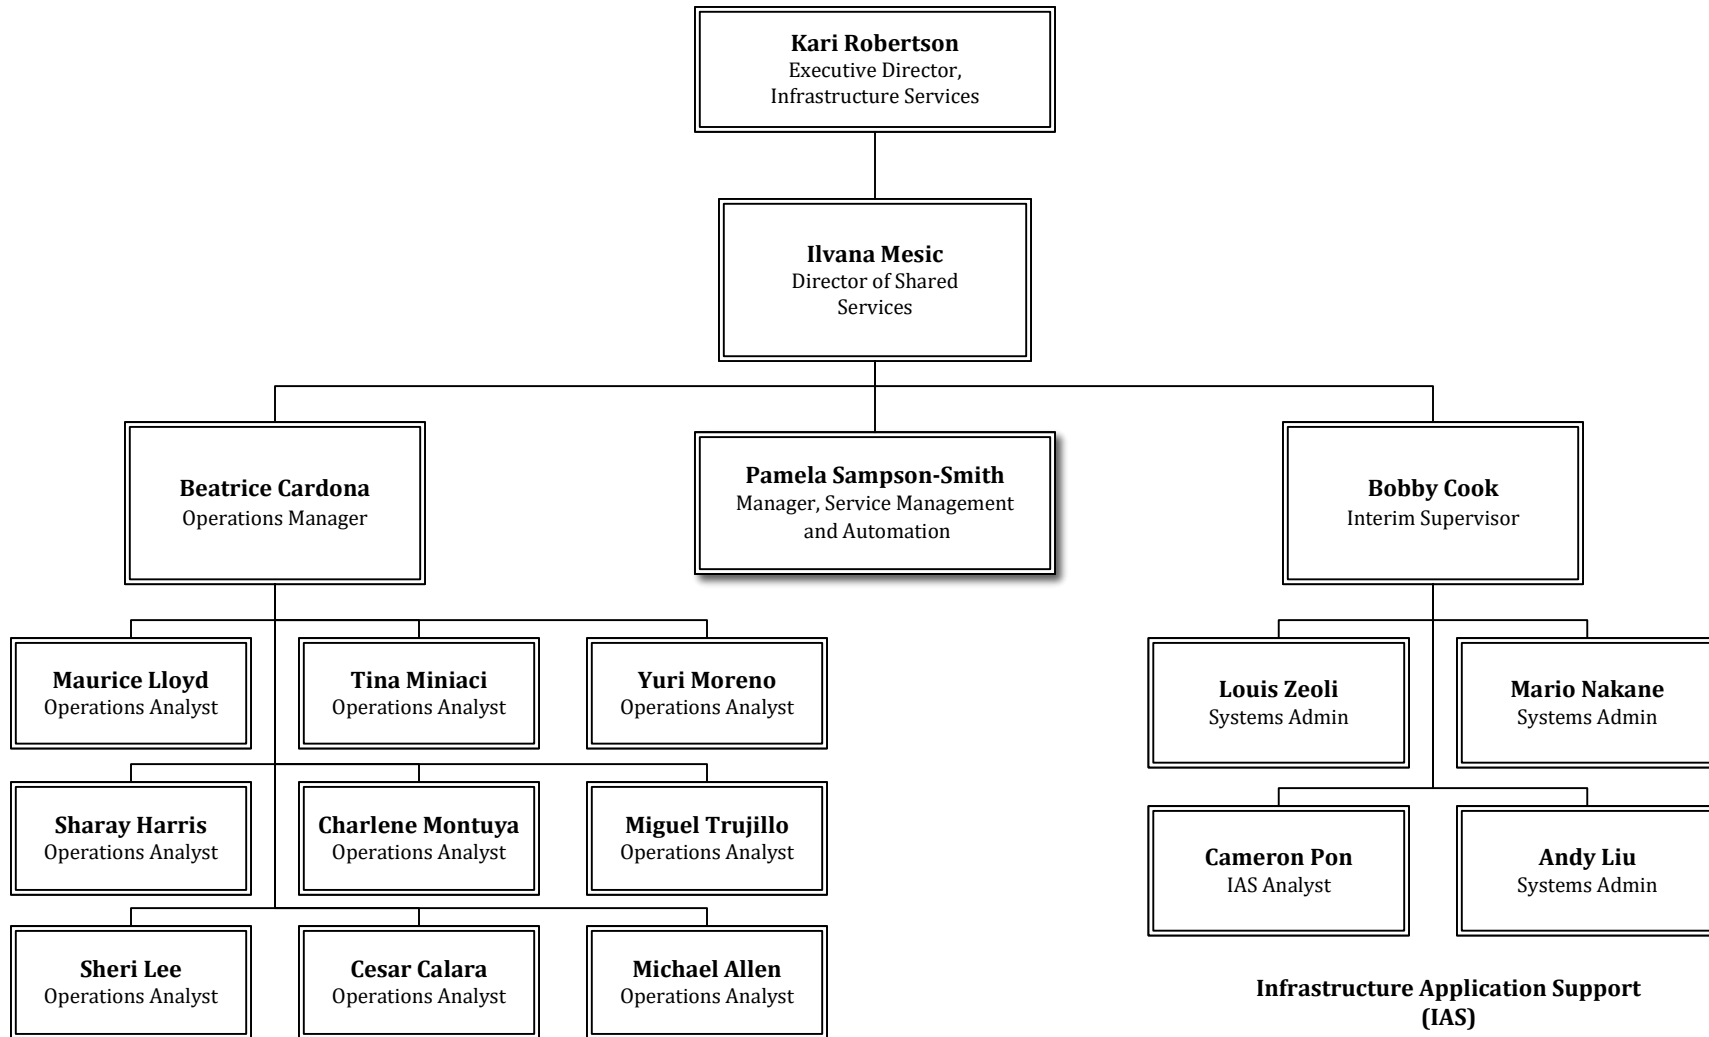 Kari Robertson
Executive Director,
Infrastructure Services
Ilvana Mesic
Director of Shared
Services
Beatrice Cardona
Operations Manager
Pamela Sampson-Smith
Manager, Service Management
and Automation
Bobby Cook
Interim Supervisor
Maurice Lloyd
Operations Analyst
Tina Miniaci
Operations Analyst
Yuri Moreno
Operations Analyst
Louis Zeoli
Systems Admin
Mario Nakane
Systems Admin
Sharay Harris
Operations Analyst
Charlene Montuya
Operations Analyst
Miguel Trujillo
Operations Analyst
Cameron Pon
IAS Analyst
Andy Liu
Systems Admin
Sheri Lee
Operations Analyst
Cesar Calara
Operations Analyst
Michael Allen
Operations Analyst
Infrastructure Application Support
(IAS)